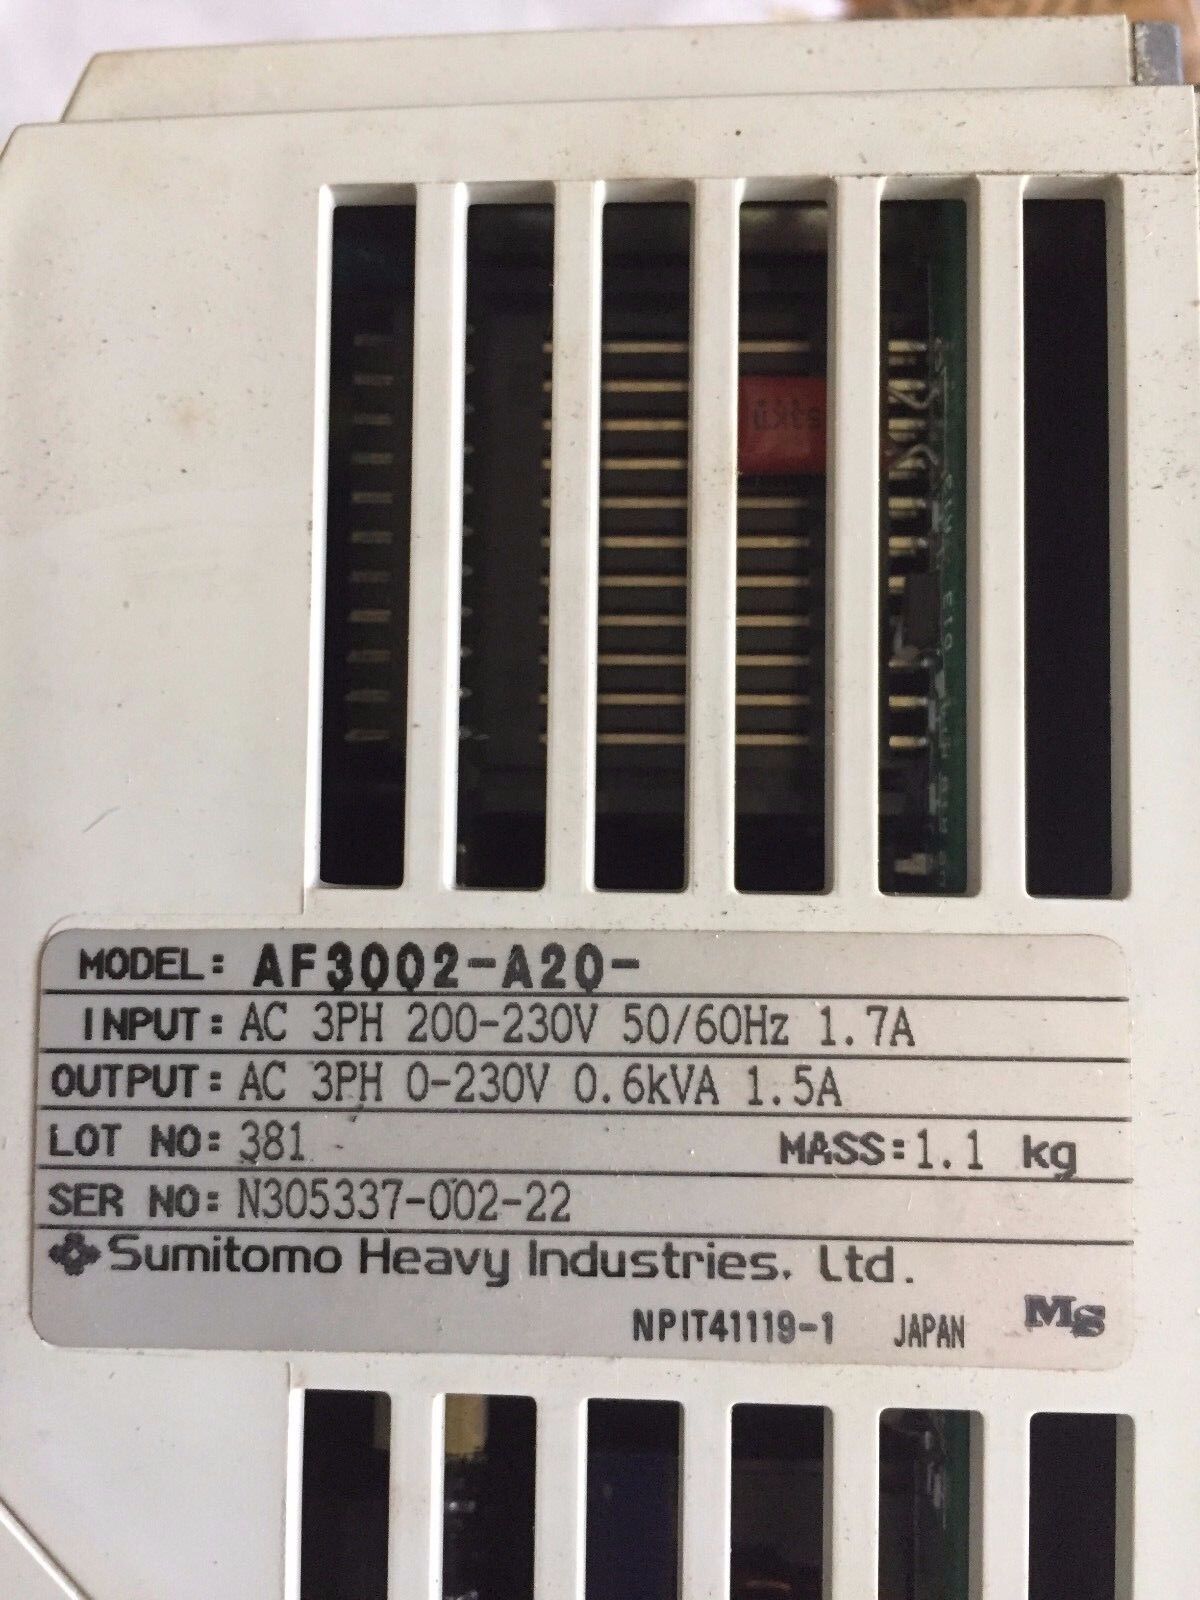 MODEL: AF3002-A20-
INPUT: AC 3PH 200-230V 50/60Hz 1.7A
OUTPUT: AC 3PH 0-230V 0.6kVA 1.5A
LOT NO: 381 MASS: 1.1 kg
SER NO: N305337-002-22
Sumitomo Heavy Industries, Ltd.
NPIT41119-1 JAPAN MS